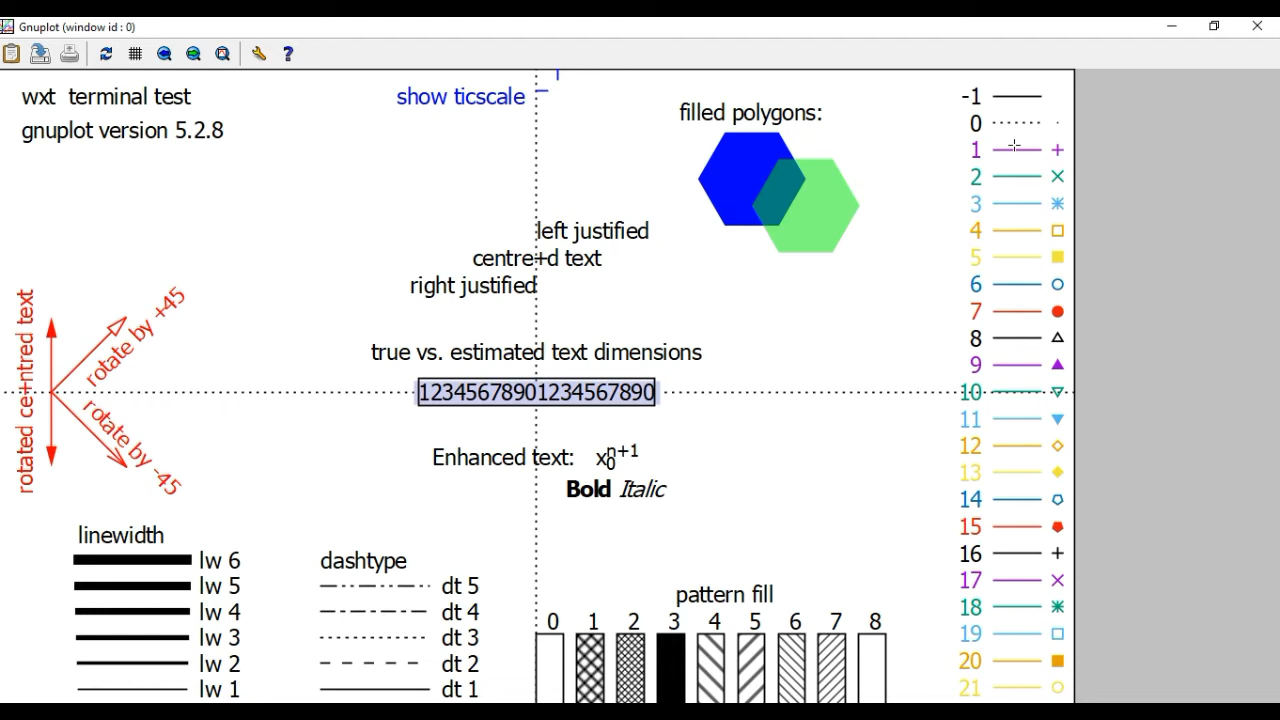 Gnuplot (window id : 0)
wxt terminal test
gnuplot version 5.2.8
show ticscale
filled polygons:
left justified
centre+d text
right justified
true vs. estimated text dimensions
12345678901234567890
Enhanced text: x₀ⁿ⁺¹
Bold Italic
rotated ce+ntred text
rotate by +45
rotate by -45
linewidth
lw 6
lw 5
lw 4
lw 3
lw 2
lw 1
dashtype
dt 5
dt 4
dt 3
dt 2
dt 1
pattern fill
0 1 2 3 4 5 6 7 8
-1
0
1
2
3
4
5
6
7
8
9
10
11
12
13
14
15
16
17
18
19
20
21